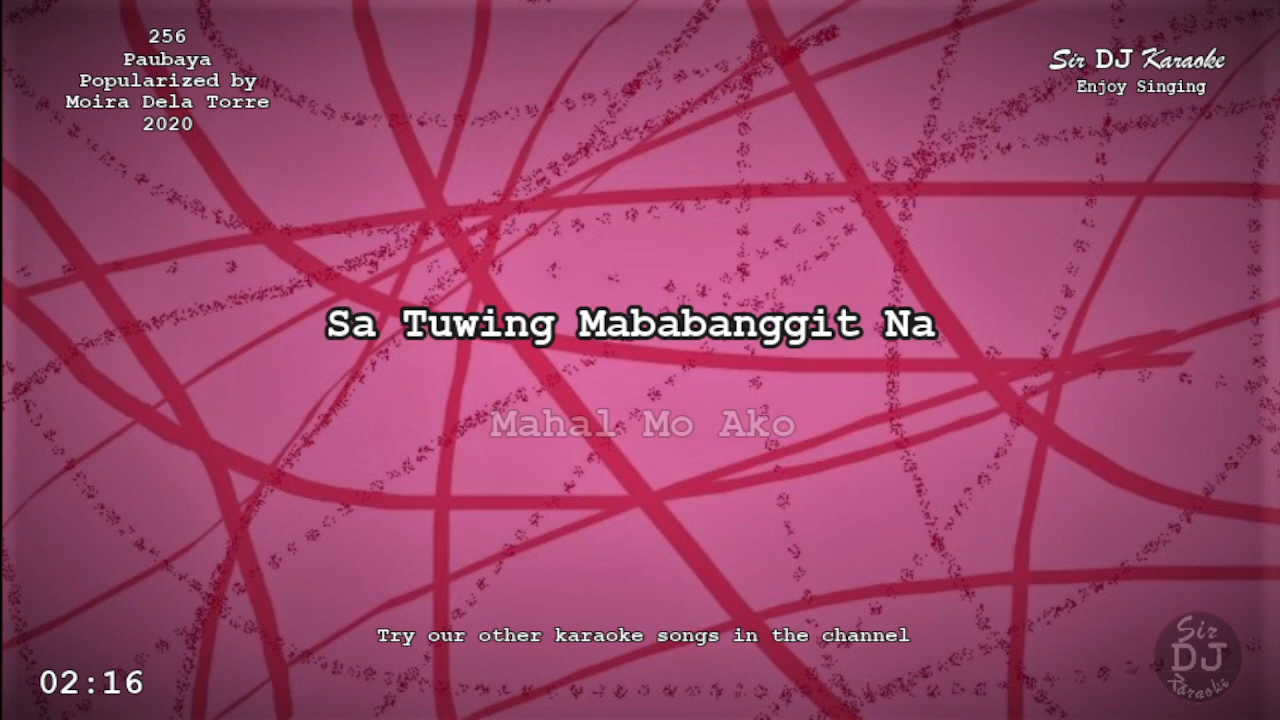 256
Paubaya
Popularized by
Moira Dela Torre
2020
Sir DJ Karaoke
Enjoy Singing
Sa Tuwing Mababanggit Na
Mahal Mo Ako
Try our other karaoke songs in the channel
02:16
Sir
DJ
Karaoke